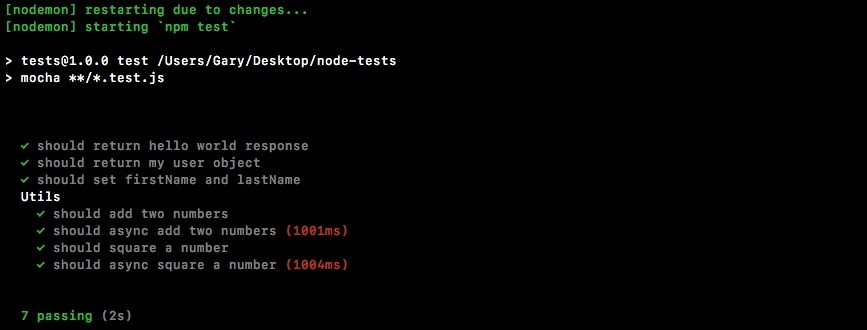 [nodemon] restarting due to changes...
[nodemon] starting `npm test`
> tests@1.0.0 test /Users/Gary/Desktop/node-tests
> mocha **/*.test.js
✓ should return hello world response
✓ should return my user object
✓ should set firstName and lastName
Utils
✓ should add two numbers
✓ should async add two numbers (1001ms)
✓ should square a number
✓ should async square a number (1004ms)
7 passing (2s)